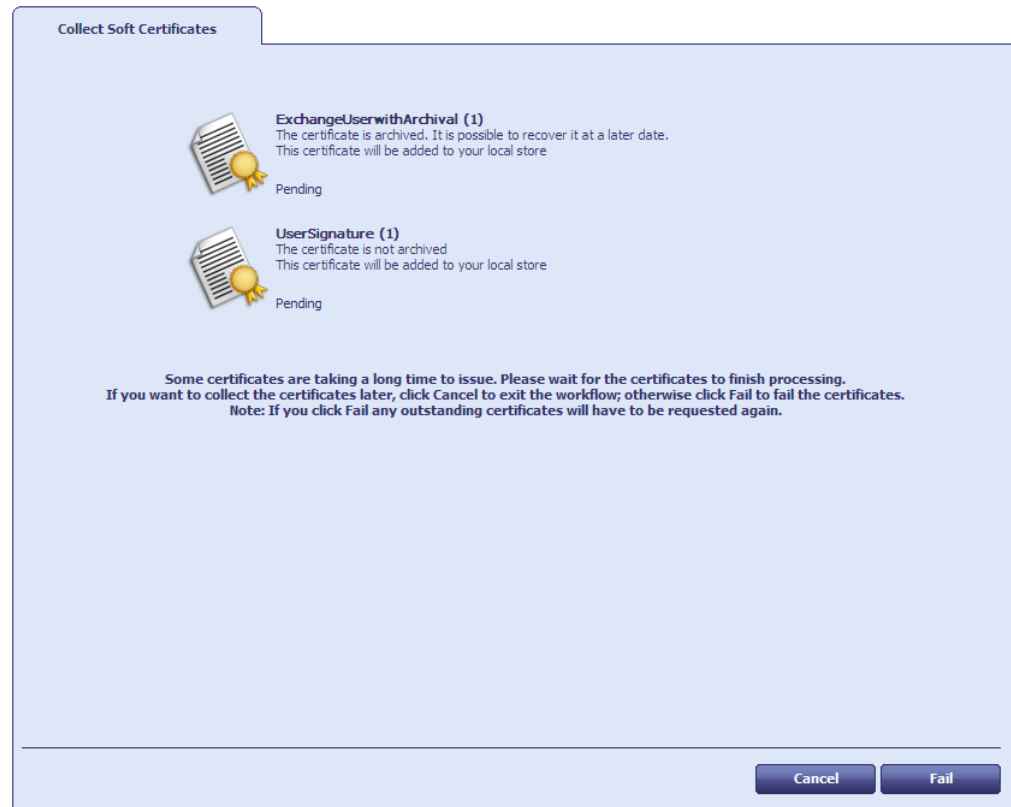 Collect Soft Certificates
ExchangeUserwithArchival (1)
The certificate is archived. It is possible to recover it at a later date.
This certificate will be added to your local store
Pending
UserSignature (1)
The certificate is not archived
This certificate will be added to your local store
Pending
Some certificates are taking a long time to issue. Please wait for the certificates to finish processing.
If you want to collect the certificates later, click Cancel to exit the workflow; otherwise click Fail to fail the certificates.
Note: If you click Fail any outstanding certificates will have to be requested again.
Cancel
Fail